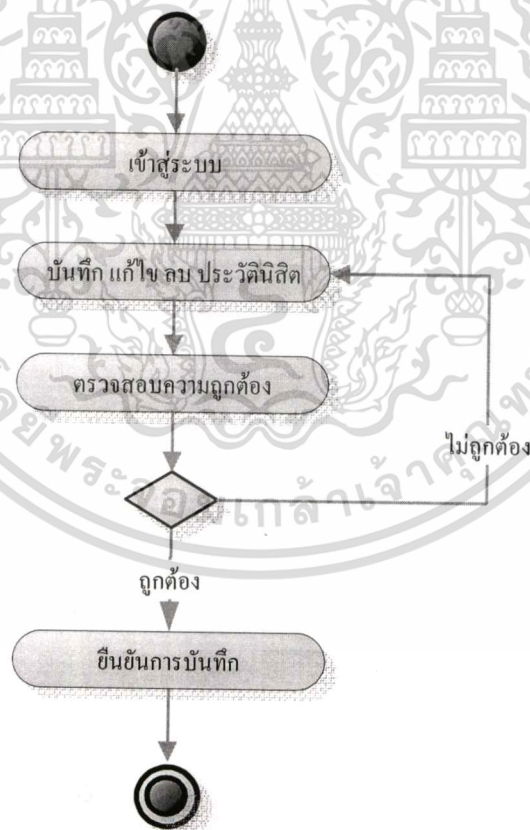 เข้าสู่ระบบ
บันทึก แก้ไข ลบ ประวัตินิสิต
ตรวจสอบความถูกต้อง
ไม่ถูกต้อง
ถูกต้อง
ยืนยันการบันทึก